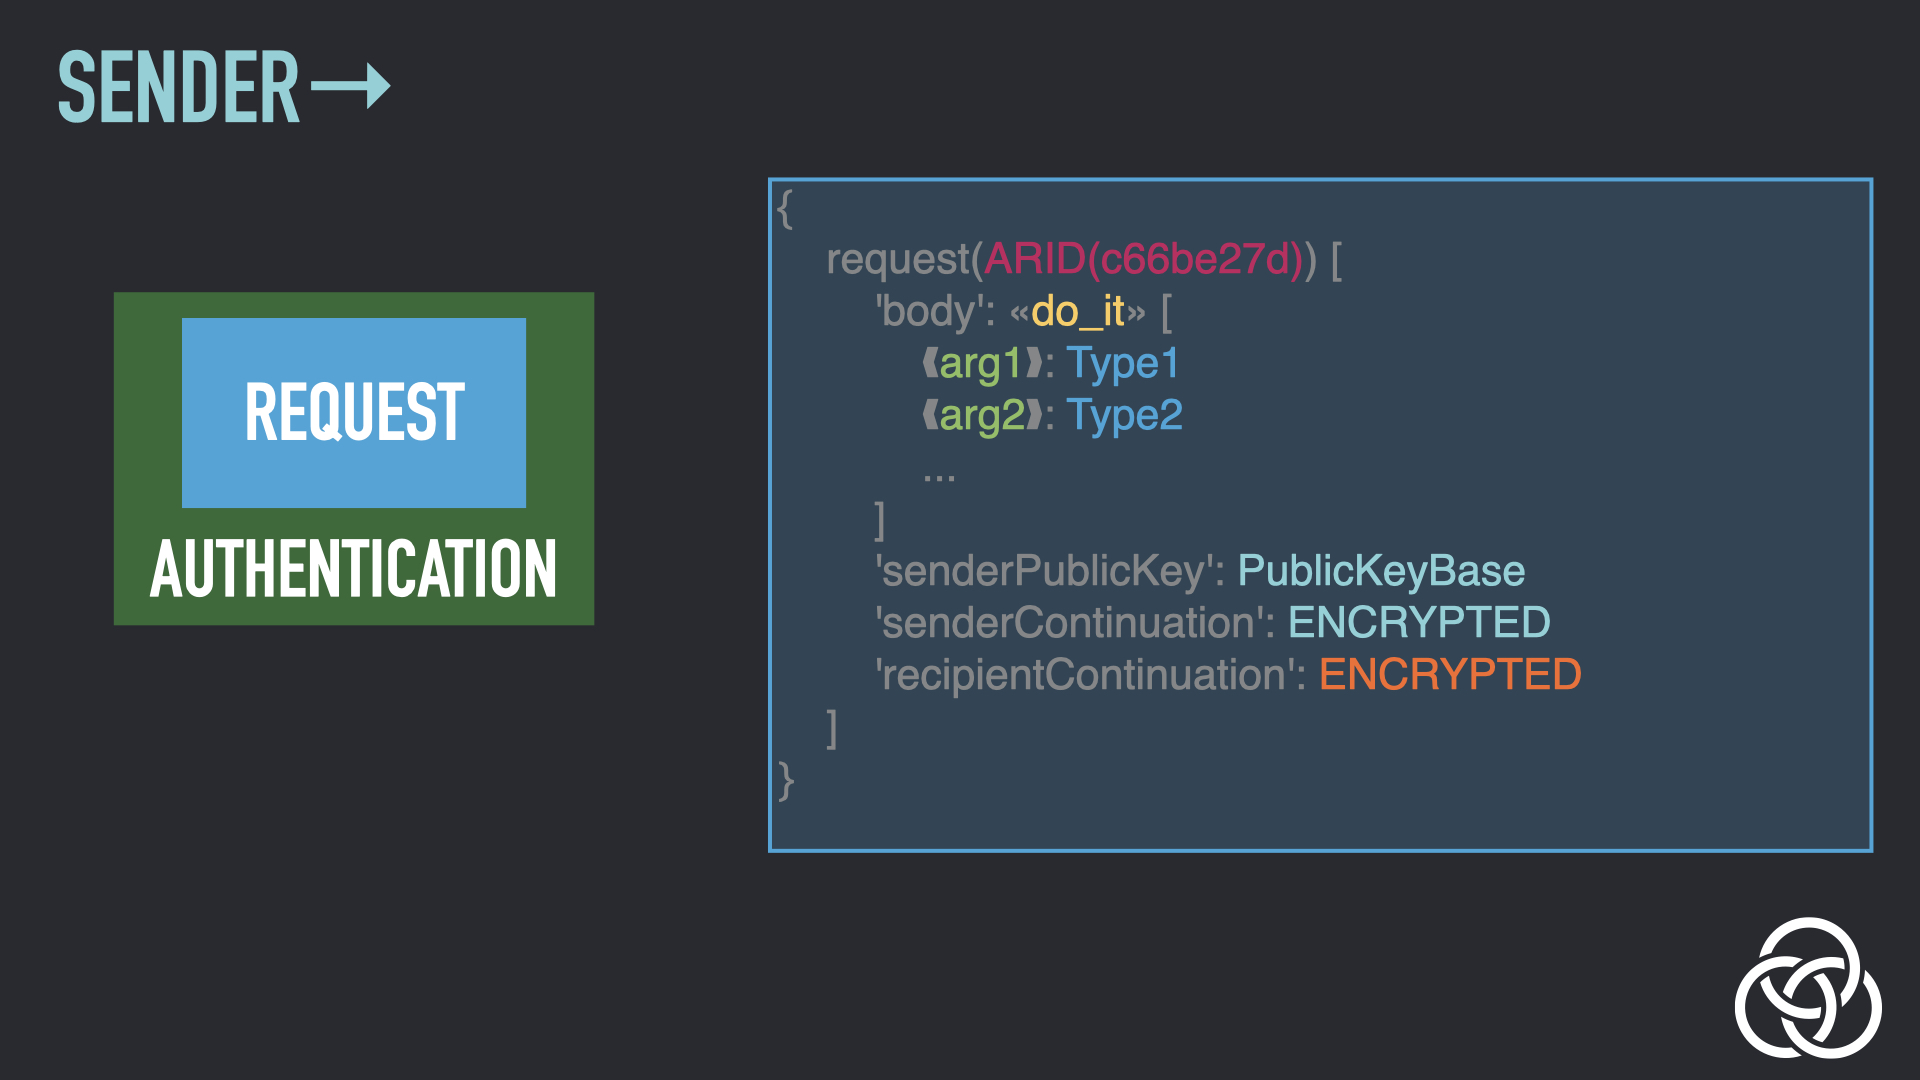 SENDER→
REQUEST
AUTHENTICATION
{
request(ARID(c66be27d)) [
'body': «do_it» [
❰arg1❱: Type1
❰arg2❱: Type2
...
]
'senderPublicKey': PublicKeyBase
'senderContinuation': ENCRYPTED
'recipientContinuation': ENCRYPTED
]
}